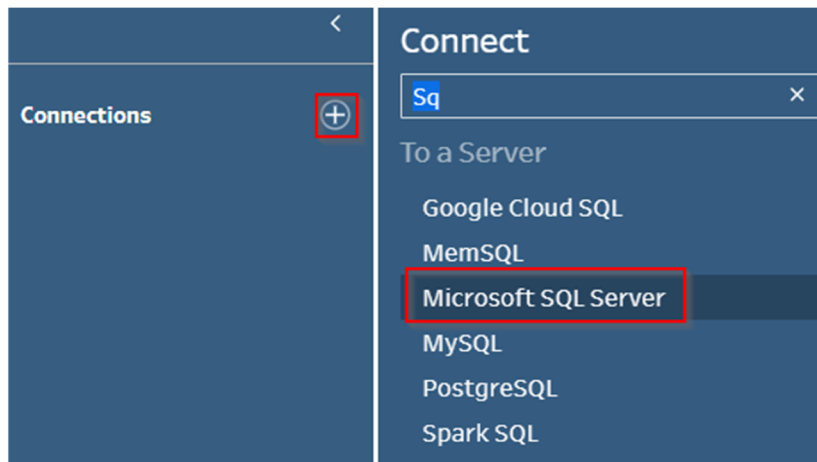 Connections
Connect
Sq
To a Server
Google Cloud SQL
MemSQL
Microsoft SQL Server
MySQL
PostgreSQL
Spark SQL